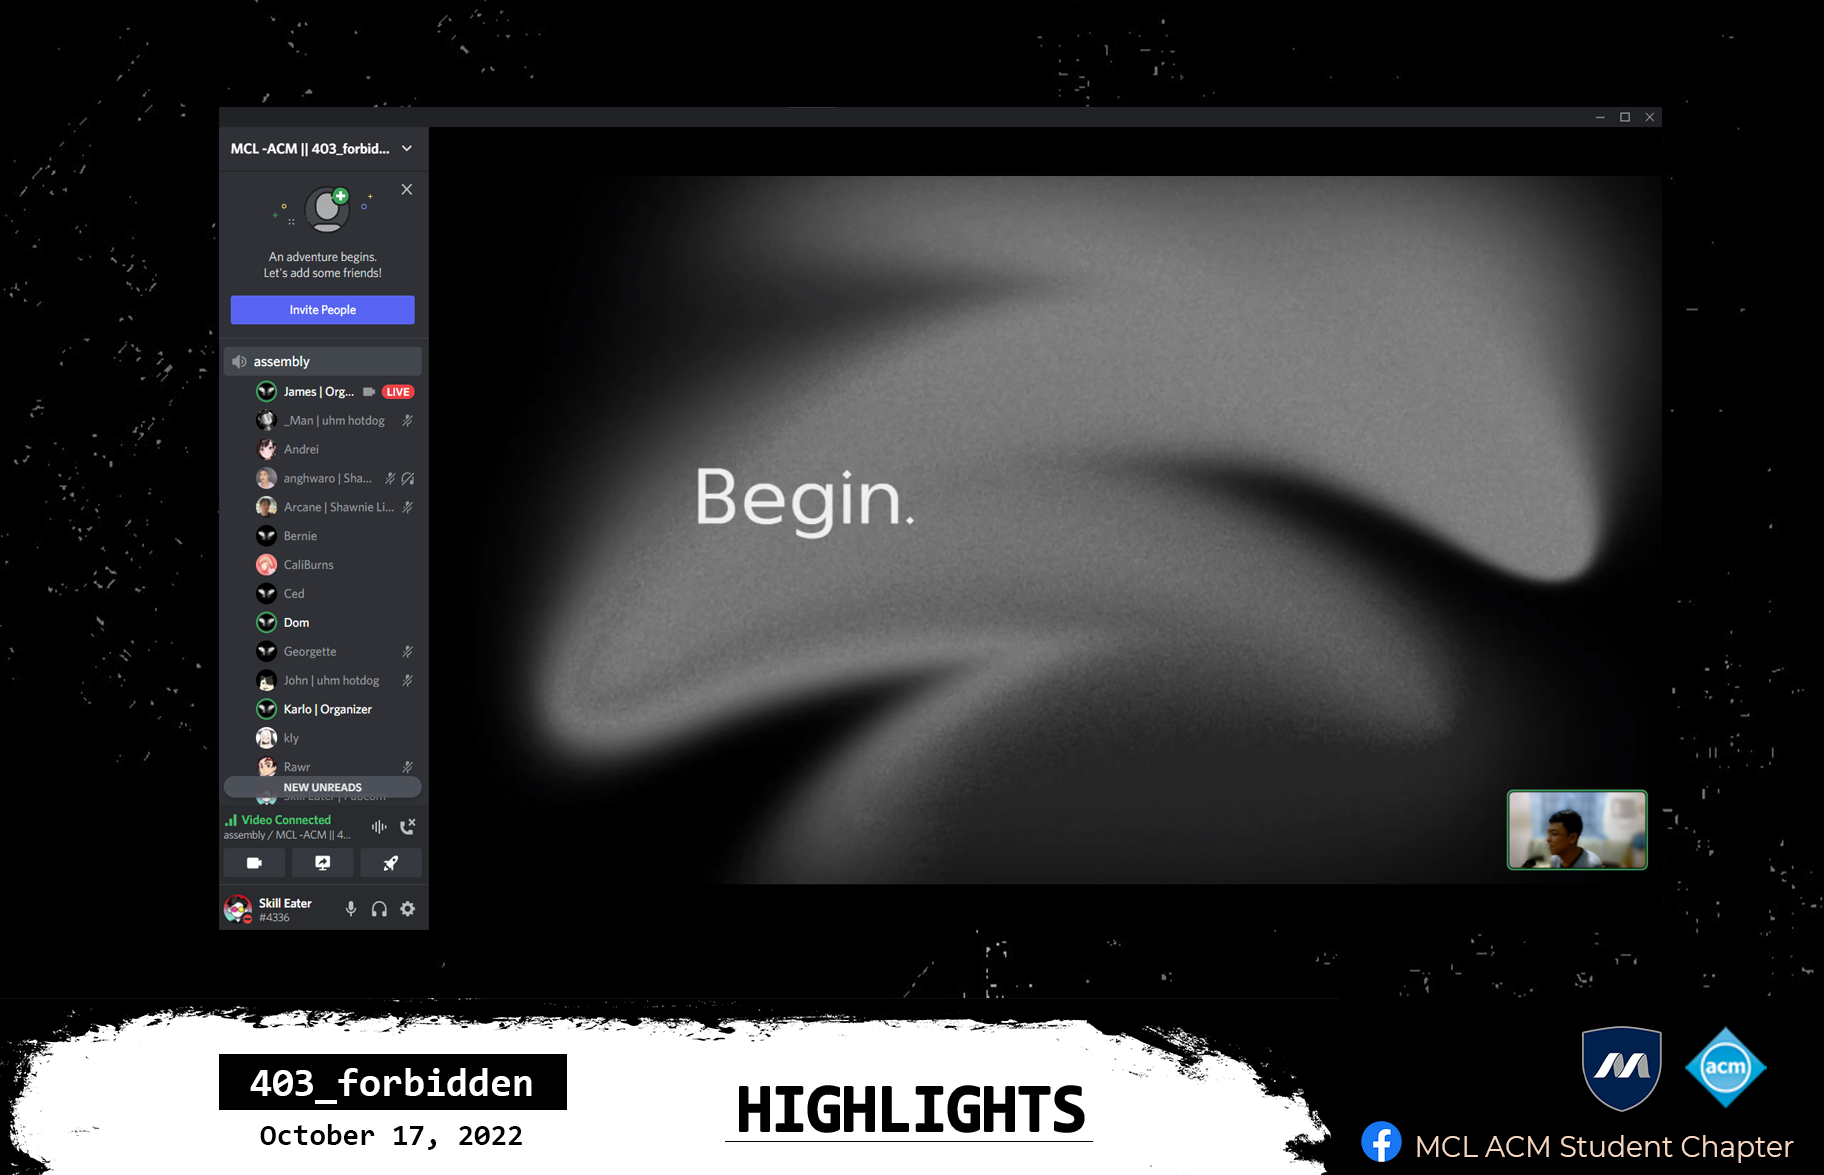 MCL -ACM || 403_forbid...
An adventure begins.
Let's add some friends!
Invite People
assembly
James | Org...
LIVE
_Man | uhm hotdog
Andrei
anghwaro | Sha...
Arcane | Shawnie Li...
Bernie
CaliBurns
Ced
Dom
Georgette
John | uhm hotdog
Karlo | Organizer
kly
Rawr
NEW UNREADS
Video Connected
assembly / MCL -ACM || 4...
Skill Eater
#4336
Begin.
403_forbidden
October 17, 2022
HIGHLIGHTS
acm
MCL ACM Student Chapter